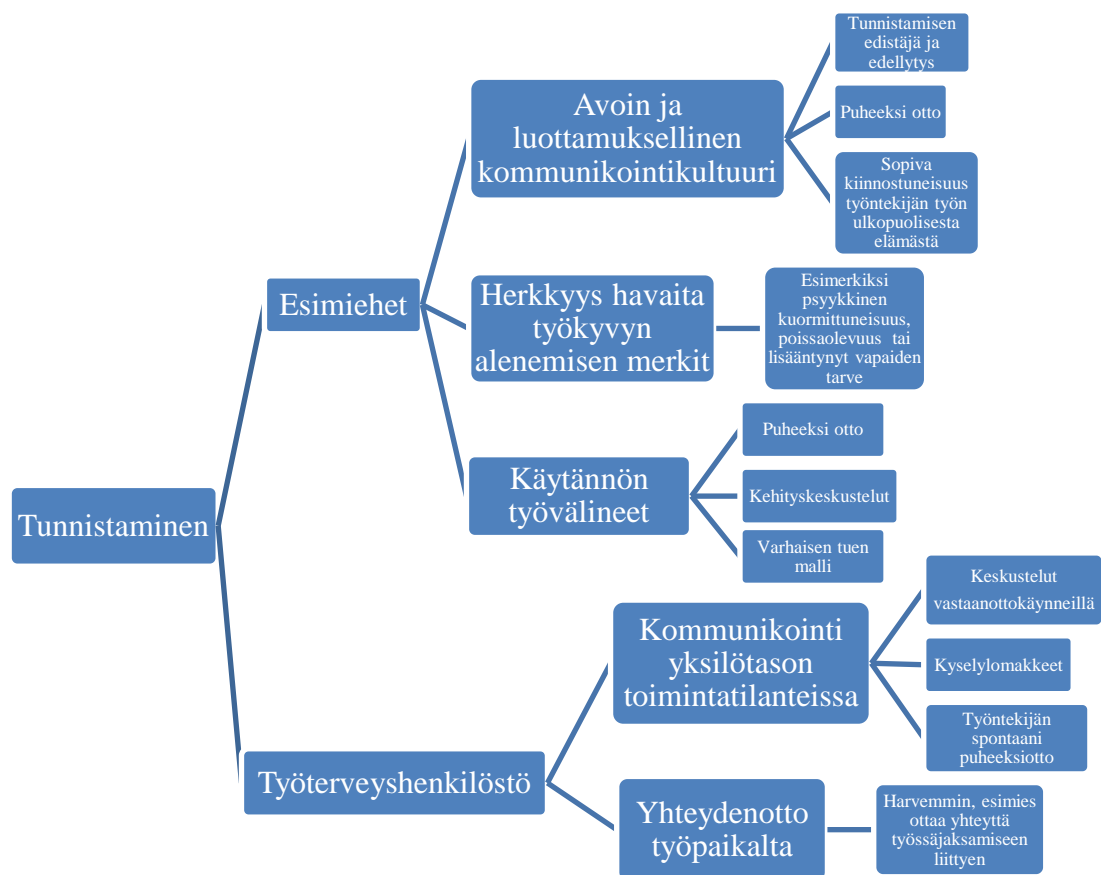 Tunnistaminen
Esimiehet
Avoin ja
luottamuksellinen
kommunikointikulttuuri
Tunnistamisen
edistäjä ja
edellytys
Puheeksi otto
Sopiva
kiinnostuneisuus
työntekijän työn
ulkopuolisesta
elämästä
Herkkyys havaita
työkyvyn
alenemisen merkit
Esimerkiksi
psyykkinen
kuormittuneisuus,
poissaolevuus tai
lisääntynyt vapaiden
tarve
Käytännön
työvälineet
Puheeksi otto
Kehityskeskustelut
Varhaisen tuen
malli
Työterveyshenkilöstö
Kommunikointi
yksilötason
toimintatilanteissa
Keskustelut
vastaanottokäynneillä
Kyselylomakkeet
Työntekijän
spontaani
puheeksiotto
Yhteydenotto
työpaikalta
Harvemmin, esimies
ottaa yhteyttä
työssäjaksamiseen
liittyen